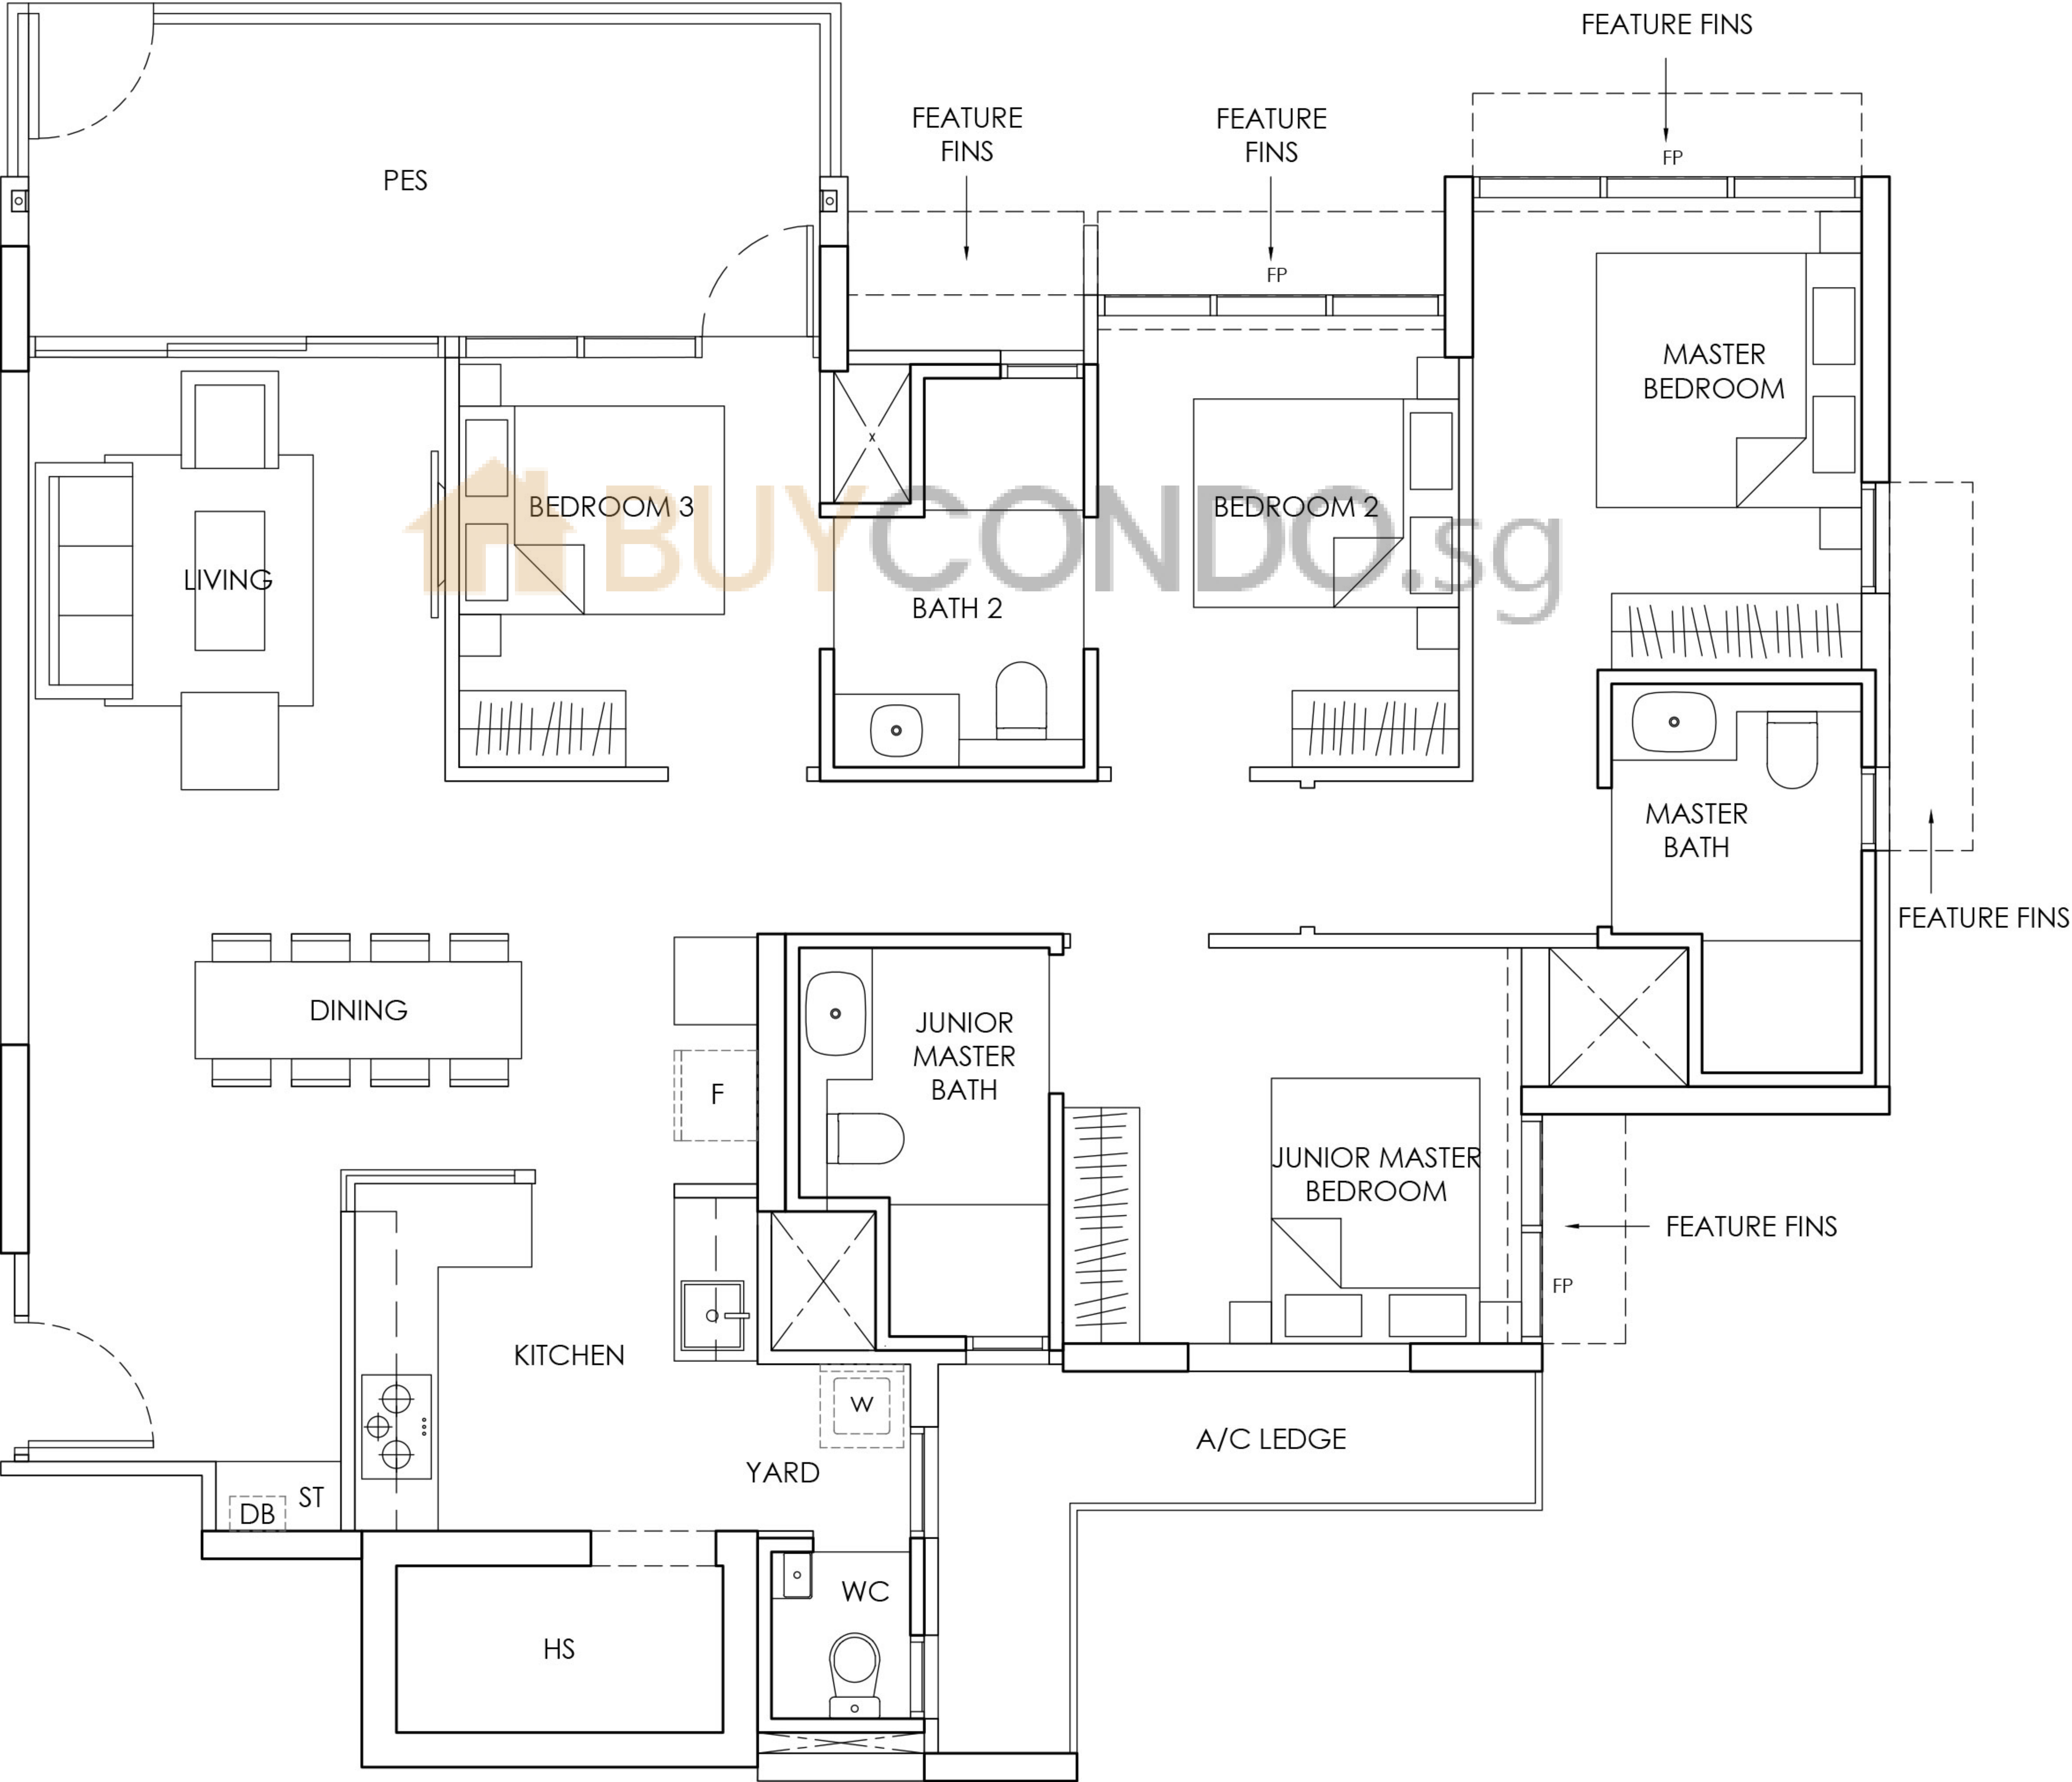 FEATURE FINS
FP
FEATURE
FINS
FEATURE
FINS
FP
PES
MASTER
BEDROOM
BEDROOM 3
BEDROOM 2
BUYCONDO.sg
x
LIVING
BATH 2
MASTER
BATH
FEATURE FINS
DINING
JUNIOR
MASTER
BATH
F
JUNIOR MASTER
BEDROOM
FEATURE FINS
FP
KITCHEN
W
A/C LEDGE
YARD
ST
DB
WC
HS